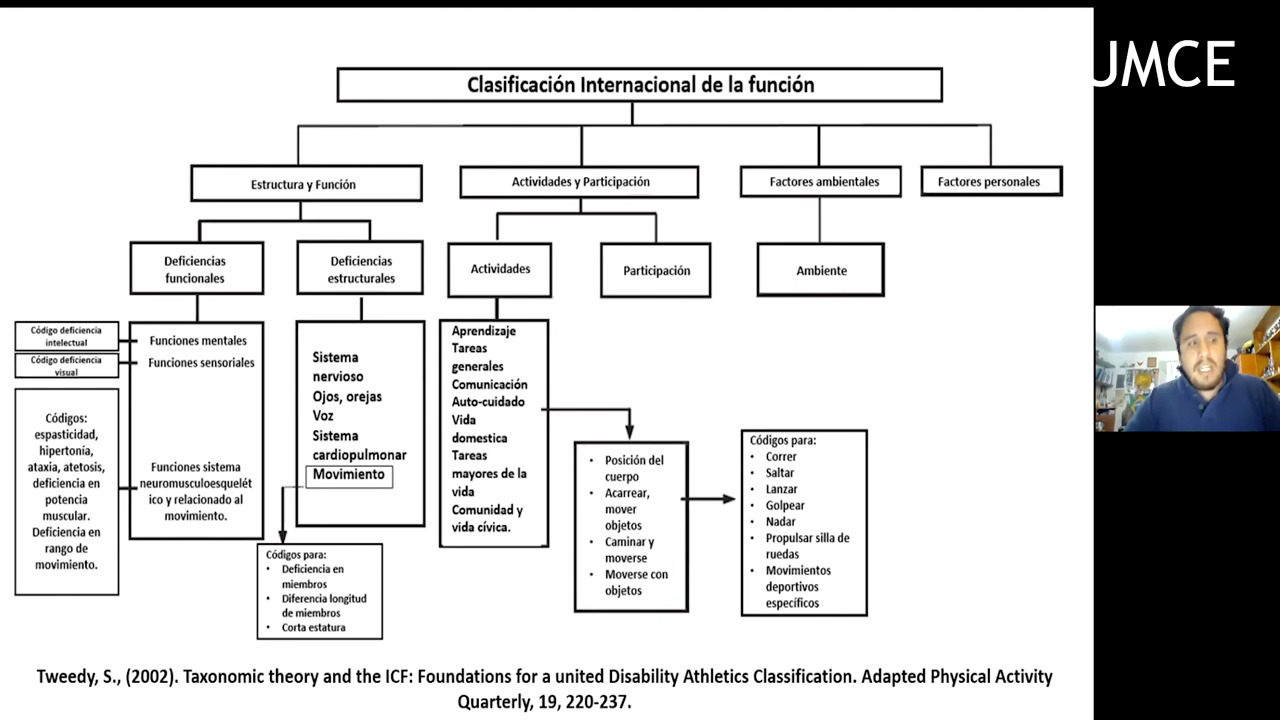 Clasificación Internacional de la función
UMCE
Estructura y Función
Actividades y Participación
Factores ambientales
Factores personales
Deficiencias
funcionales
Deficiencias
estructurales
Actividades
Participación
Ambiente
Código deficiencia
intelectual
Código deficiencia
visual
Códigos:
espasticidad,
hipertonía,
ataxia, atetosis,
deficiencia en
potencia
muscular.
Deficiencia en
rango de
movimiento.
Funciones mentales
Funciones sensoriales
Funciones sistema
neuromusculoesquelét
ico y relacionado al
movimiento.
Sistema
nervioso
Ojos, orejas
Voz
Sistema
cardiopulmonar
Movimiento
Códigos para:
• Deficiencia en
miembros
• Diferencia longitud
de miembros
• Corta estatura
Aprendizaje
Tareas
generales
Comunicación
Auto-cuidado
Vida
domestica
Tareas
mayores de la
vida
Comunidad y
vida cívica.
• Posición del
cuerpo
• Acarrear,
mover
objetos
• Caminar y
moverse
• Moverse con
objetos
Códigos para:
• Correr
• Saltar
• Lanzar
• Golpear
• Nadar
• Propulsar silla de
ruedas
• Movimientos
deportivos
específicos
Tweedy, S., (2002). Taxonomic theory and the ICF: Foundations for a united Disability Athletics Classification. Adapted Physical Activity
Quarterly, 19, 220-237.